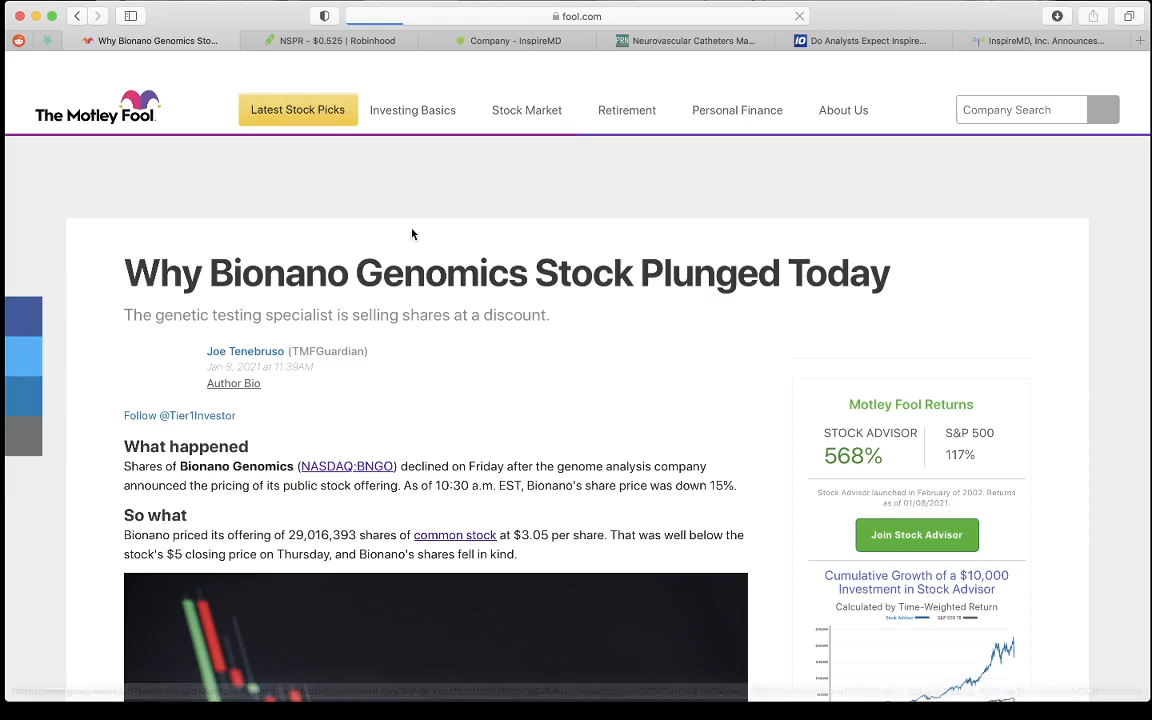 fool.com
Why Bionano Genomics Sto...
NSPR - $0.525 | Robinhood
Company - InspireMD
PRN
Neurovascular Catheters Ma...
IO
Do Analysts Expect Inspire...
InspireMD, Inc. Announces...
The Motley Fool.
Latest Stock Picks
Investing Basics
Stock Market
Retirement
Personal Finance
About Us
Company Search
Why Bionano Genomics Stock Plunged Today
The genetic testing specialist is selling shares at a discount.
Joe Tenebruso (TMFGuardian)
Jan 8, 2021 at 11:39AM
Author Bio
Follow @Tier1Investor
What happened
Shares of Bionano Genomics (NASDAQ:BNGO) declined on Friday after the genome analysis company
announced the pricing of its public stock offering. As of 10:30 a.m. EST, Bionano's share price was down 15%.
So what
Bionano priced its offering of 29,016,393 shares of common stock at $3.05 per share. That was well below the
stock's $5 closing price on Thursday, and Bionano's shares fell in kind.
Motley Fool Returns
STOCK ADVISOR
S&P 500
568%
117%
Stock Advisor launched in February of 2002. Returns
as of 01/08/2021.
Join Stock Advisor
Cumulative Growth of a $10,000
Investment in Stock Advisor
Calculated by Time-Weighted Return
Stock Advisor
S&P 500 TR